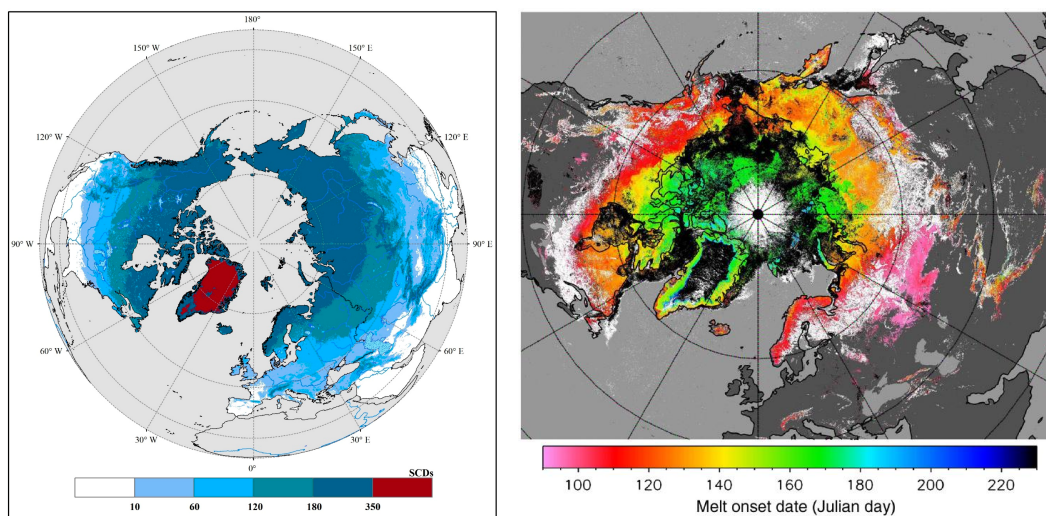 180°
150° W
150° E
120° W
120° E
90° W
90° E
60° W
60° E
30° W
30° E
0°
SCDs
10 60 120 180 350
100 120 140 160 180 200 220
Melt onset date (Julian day)